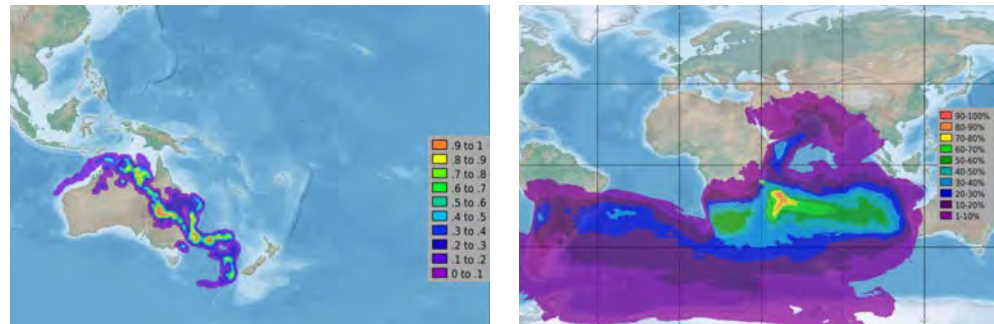 .9 to 1
.8 to .9
.7 to .8
.6 to .7
.5 to .6
.4 to .5
.3 to .4
.2 to .3
.1 to .2
0 to .1
90-100%
80-90%
70-80%
60-70%
50-60%
40-50%
30-40%
20-30%
10-20%
1-10%